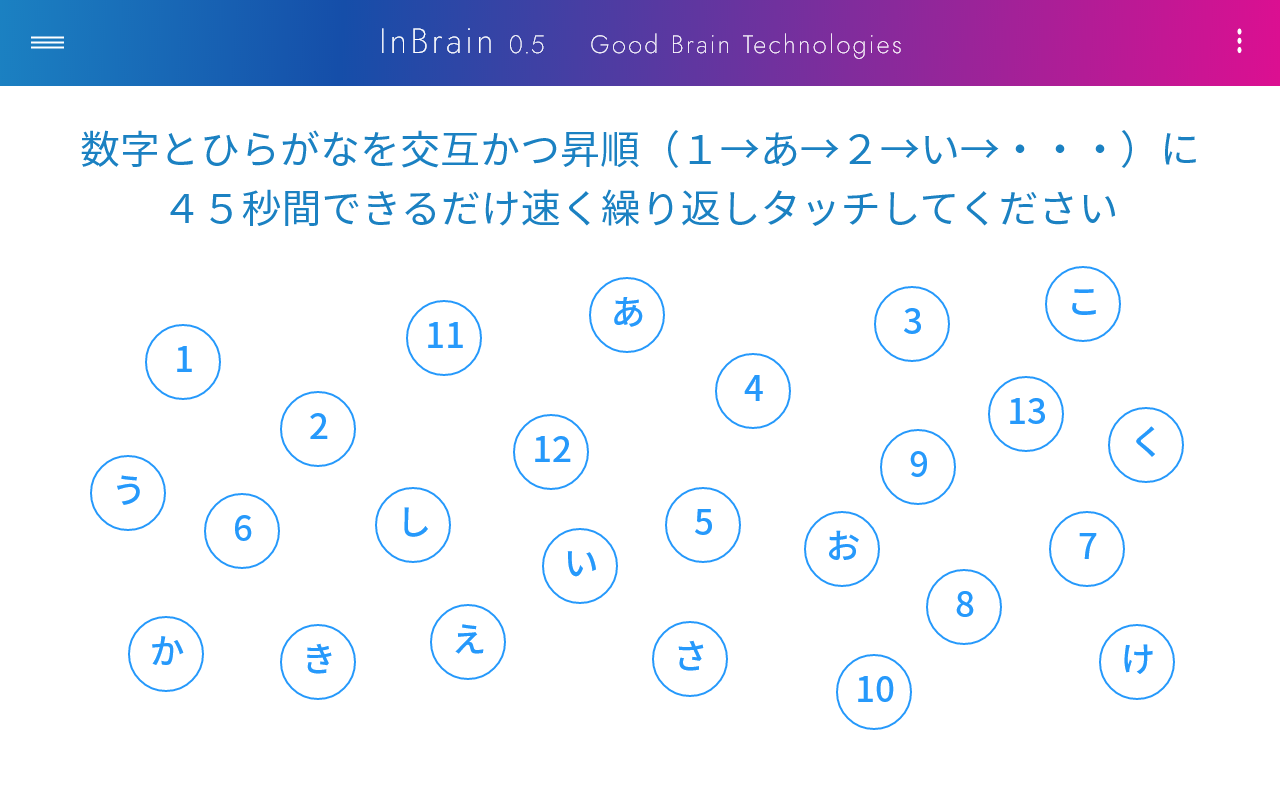 InBrain 0.5 Good Brain Technologies
数字とひらがなを交互かつ昇順（１→あ→２→い→・・・）に
４５秒間できるだけ速く繰り返しタッチしてください
こ
あ
3
11
1
4
13
2
く
12
9
う
6
し
5
い
お
7
8
え
か
き
さ
け
10